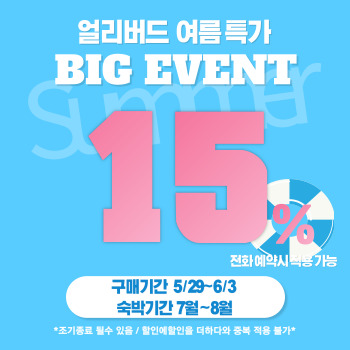 얼리버드 여름 특가
BIG EVENT
Summer
15
%
전화 예약시 적용 가능
구매기간 5/29~6/3
숙박기간 7월~8월
*조기종료 될수 있음 / 할인에할인을 더하다와 중복 적용 불가*